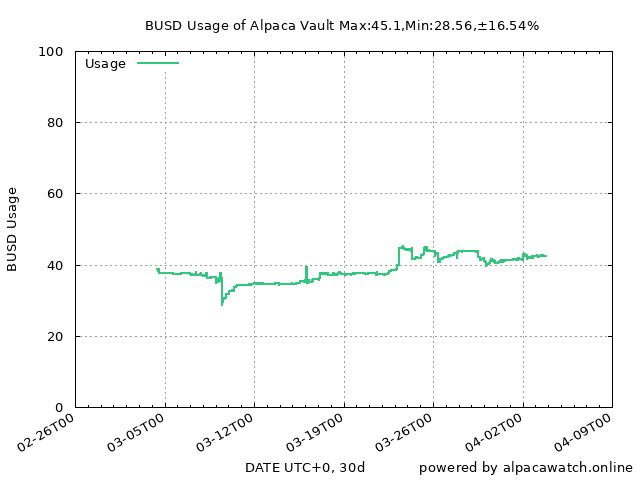 BUSD Usage of Alpaca Vault Max:45.1,Min:28.56,±16.54%
Usage
100
80
60
40
20
0
BUSD Usage
02-26T00
03-05T00
03-12T00
03-19T00
03-26T00
04-02T00
04-09T00
DATE UTC+0, 30d
powered by alpacawatch.online